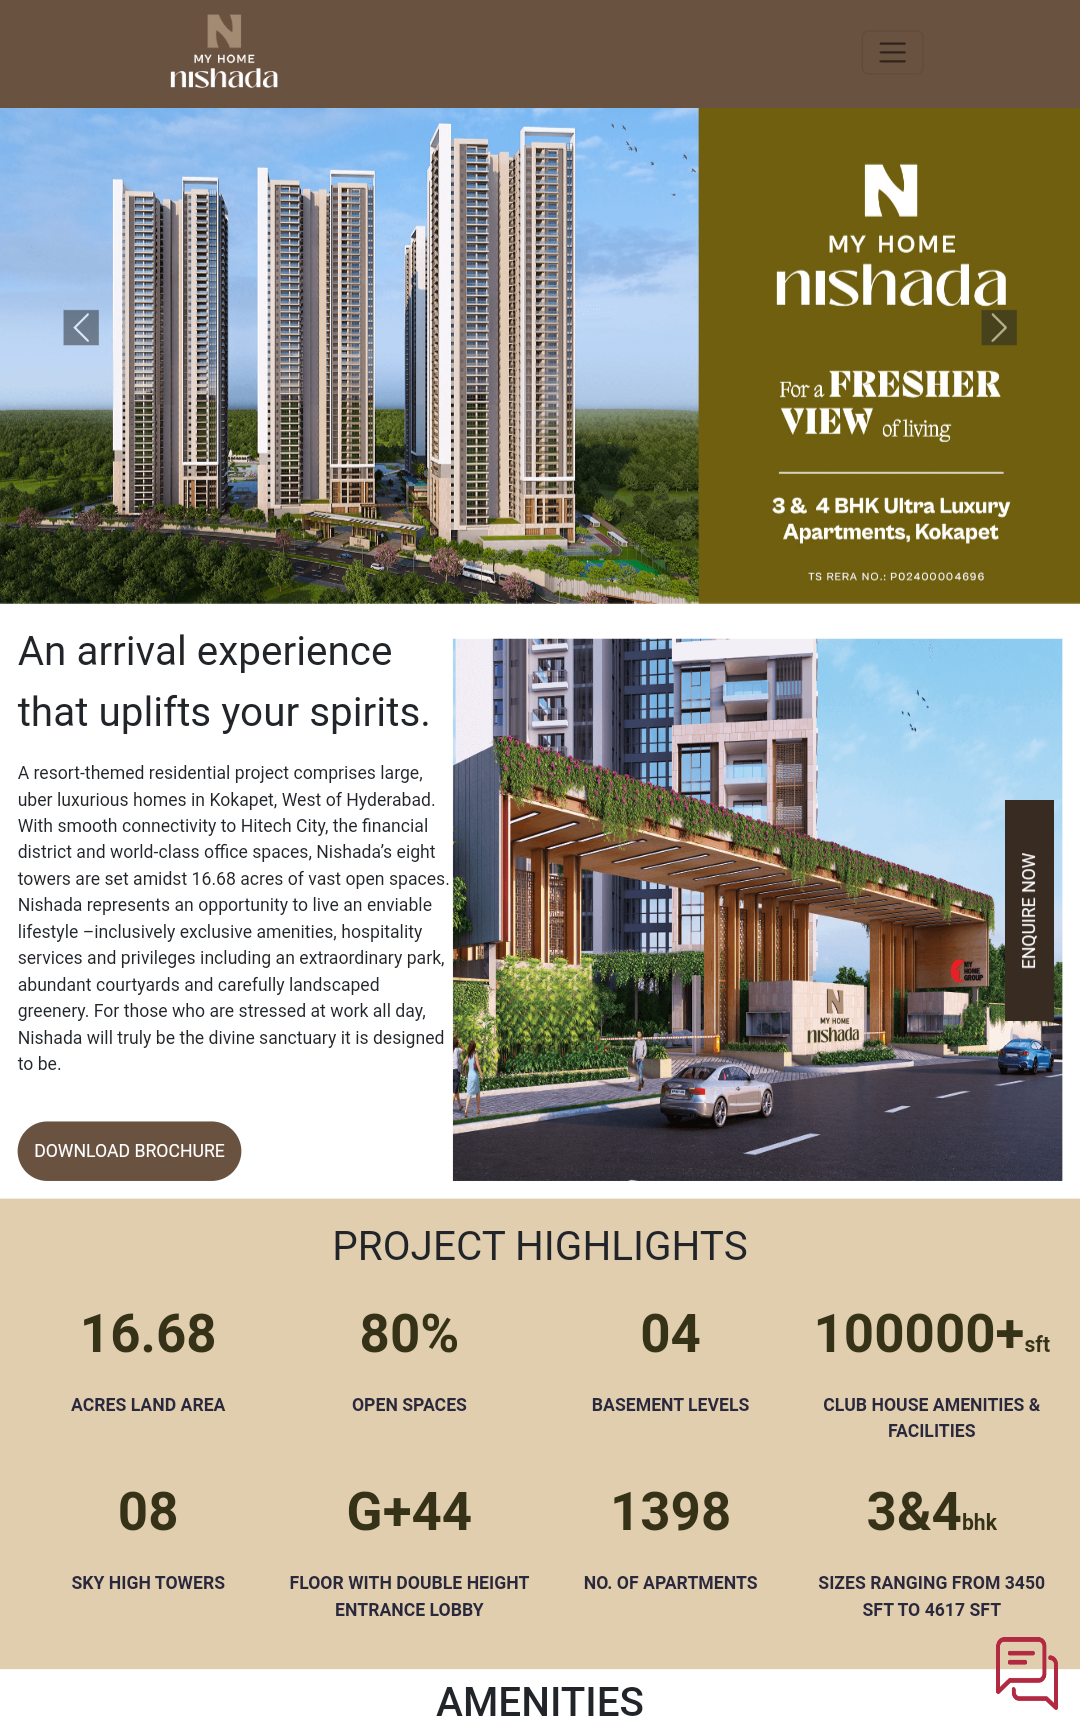 MY HOME
nishada
N
MY HOME
nishada
For a FRESHER
VIEW of living
3 & 4 BHK Ultra Luxury
Apartments, Kokapet
TS RERA NO.: P02400004696
An arrival experience
that uplifts your spirits.
A resort-themed residential project comprises large,
uber luxurious homes in Kokapet, West of Hyderabad.
With smooth connectivity to Hitech City, the financial
district and world-class office spaces, Nishada’s eight
towers are set amidst 16.68 acres of vast open spaces.
Nishada represents an opportunity to live an enviable
lifestyle –inclusively exclusive amenities, hospitality
services and privileges including an extraordinary park,
abundant courtyards and carefully landscaped
greenery. For those who are stressed at work all day,
Nishada will truly be the divine sanctuary it is designed
to be.
DOWNLOAD BROCHURE
MY
HOME
GROUP
N
MY HOME
nishada
ENQUIRE NOW
PROJECT HIGHLIGHTS
16.68
ACRES LAND AREA
80%
OPEN SPACES
04
BASEMENT LEVELS
100000+sft
CLUB HOUSE AMENITIES &
FACILITIES
08
SKY HIGH TOWERS
G+44
FLOOR WITH DOUBLE HEIGHT
ENTRANCE LOBBY
1398
NO. OF APARTMENTS
3&4bhk
SIZES RANGING FROM 3450
SFT TO 4617 SFT
AMENITIES